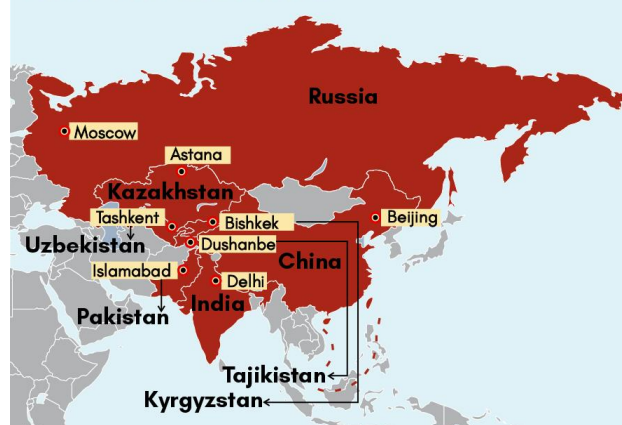 Russia
Moscow
Astana
Kazakhstan
Tashkent
Bishkek
Beijing
Uzbekistan
Dushanbe
China
Islamabad
Delhi
India
Pakistan
Tajikistan
Kyrgyzstan